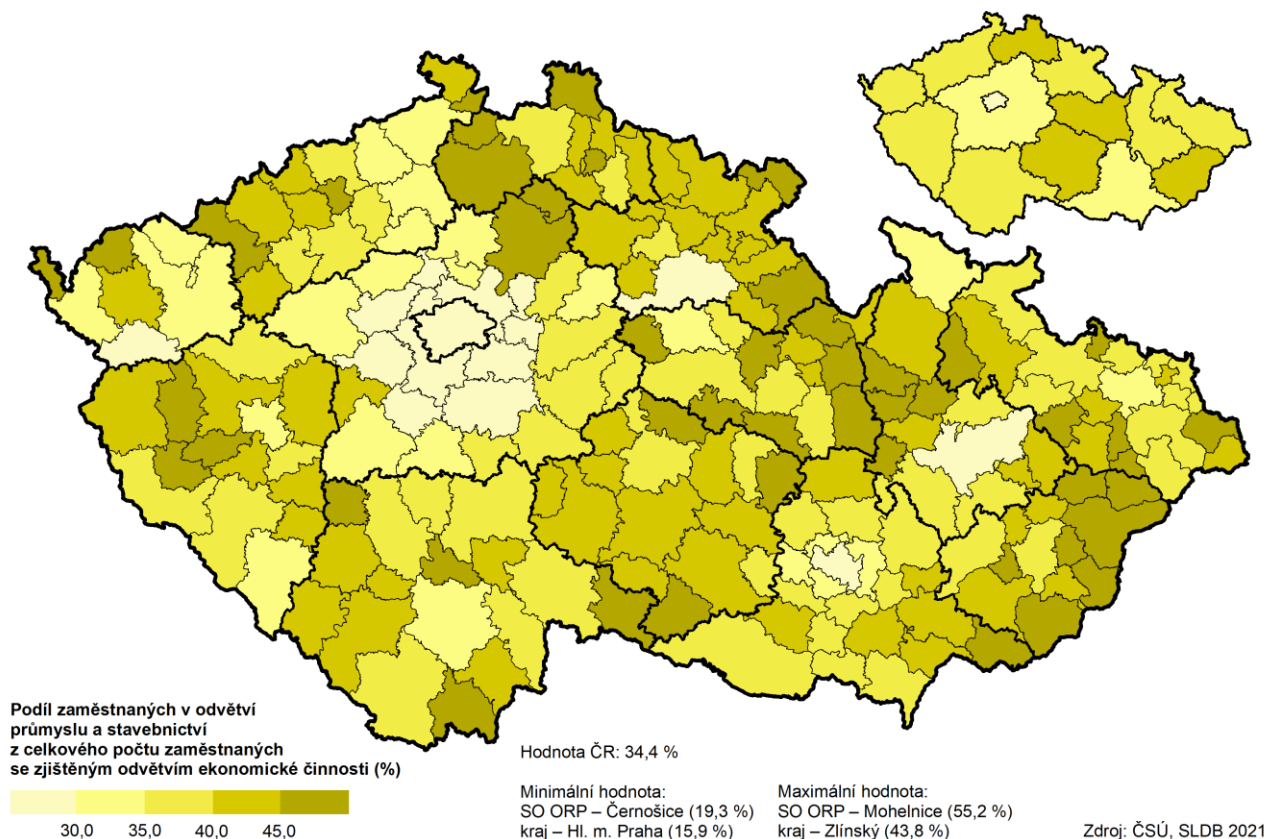 Podíl zaměstnaných v odvětví
průmyslu a stavebnictví
z celkového počtu zaměstnaných
se zjištěným odvětvím ekonomické činnosti (%)
30,0 35,0 40,0 45,0
Hodnota ČR: 34,4 %
Minimální hodnota:
SO ORP – Černošice (19,3 %)
kraj – Hl. m. Praha (15,9 %)
Maximální hodnota:
SO ORP – Mohelnice (55,2 %)
kraj – Zlínský (43,8 %)
Zdroj: ČSÚ, SLDB 2021